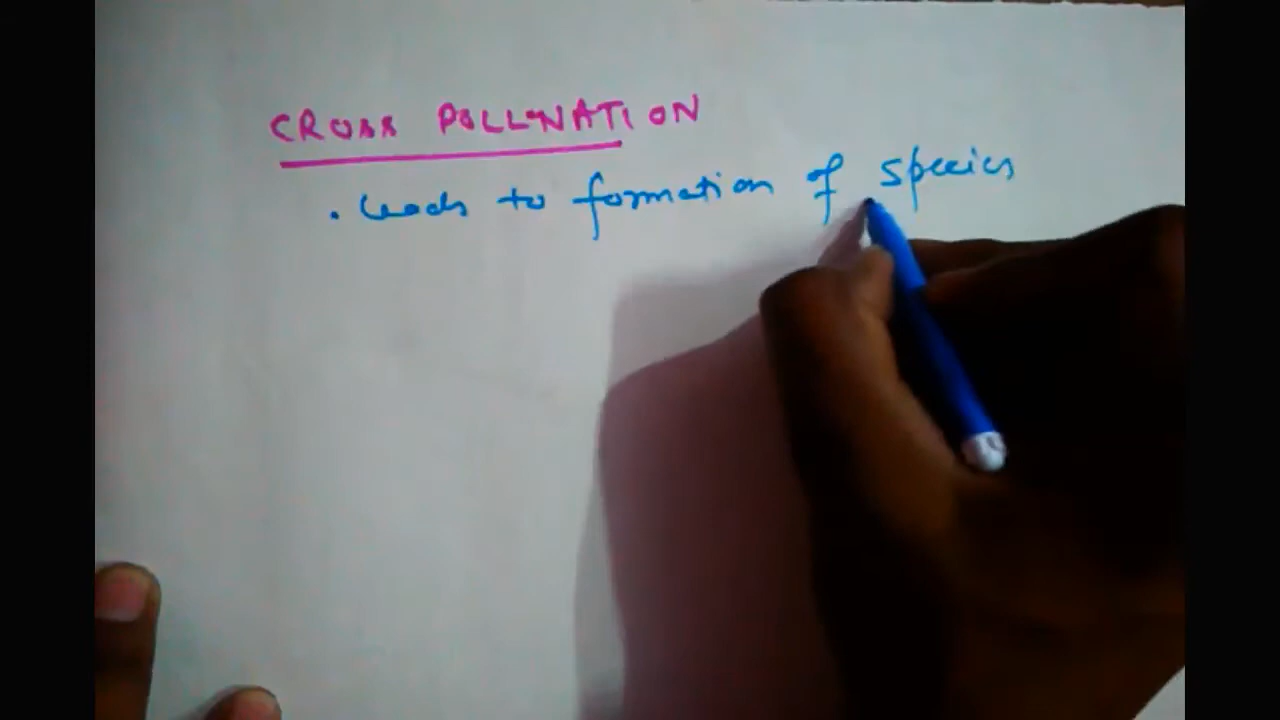 CROSS POLLINATION
. leads to formation of species